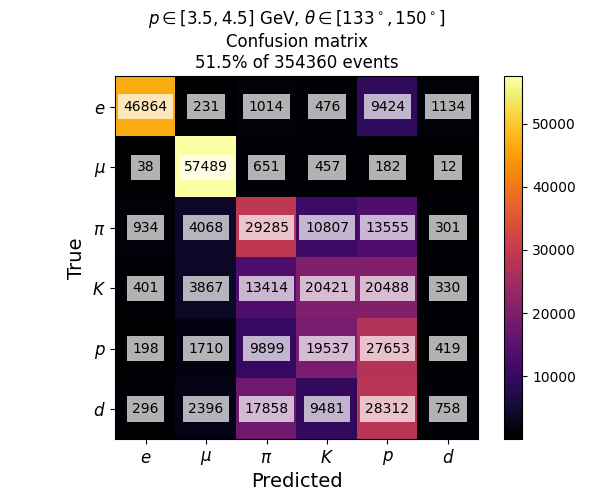 p ∈ [3.5, 4.5] GeV, θ ∈ [133°, 150°]
Confusion matrix
51.5% of 354360 events
e 46864 231 1014 476 9424 1134
μ 38 57489 651 457 182 12
π 934 4068 29285 10807 13555 301
K 401 3867 13414 20421 20488 330
p 198 1710 9899 19537 27653 419
d 296 2396 17858 9481 28312 758
e μ π K p d
Predicted
True
50000
40000
30000
20000
10000